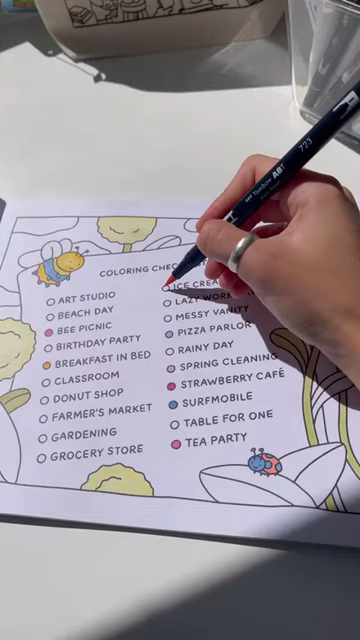 COLORING CHEC
ART STUDIO
BEACH DAY
BEE PICNIC
BIRTHDAY PARTY
BREAKFAST IN BED
CLASSROOM
DONUT SHOP
FARMER'S MARKET
GARDENING
GROCERY STORE
ICE CREA
LAZY WORK
MESSY VANITY
PIZZA PARLOR
RAINY DAY
SPRING CLEANING
STRAWBERRY CAFÉ
SURFMOBILE
TABLE FOR ONE
TEA PARTY
Tombow ABT
723